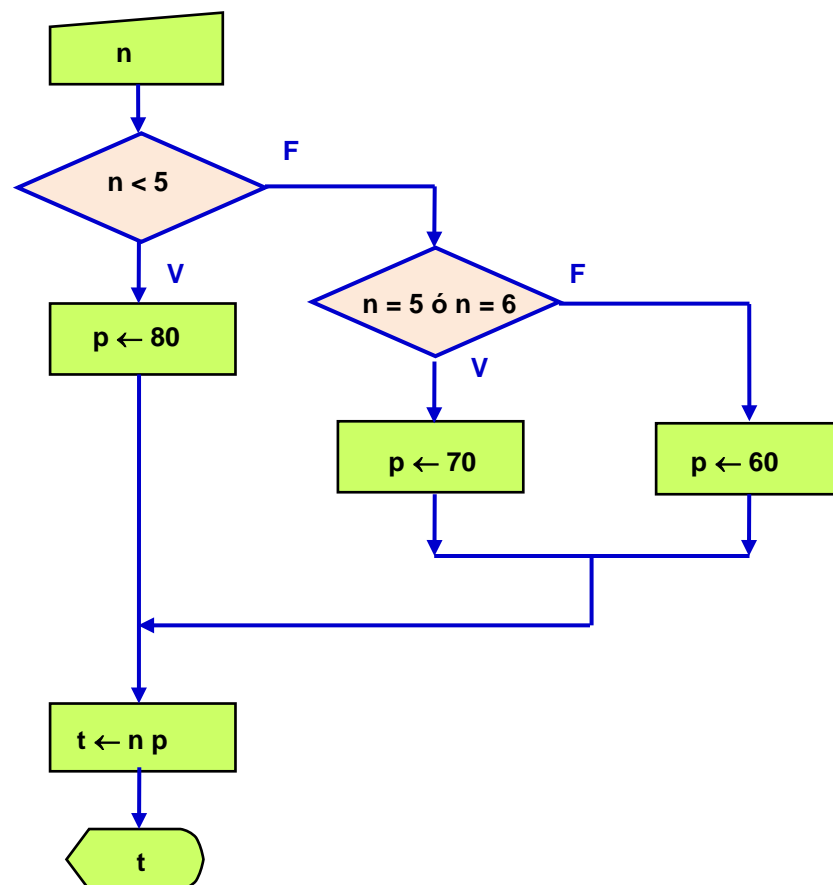 n
n < 5
F
V
p ← 80
n = 5 ó n = 6
F
V
p ← 70
p ← 60
t ← n p
t